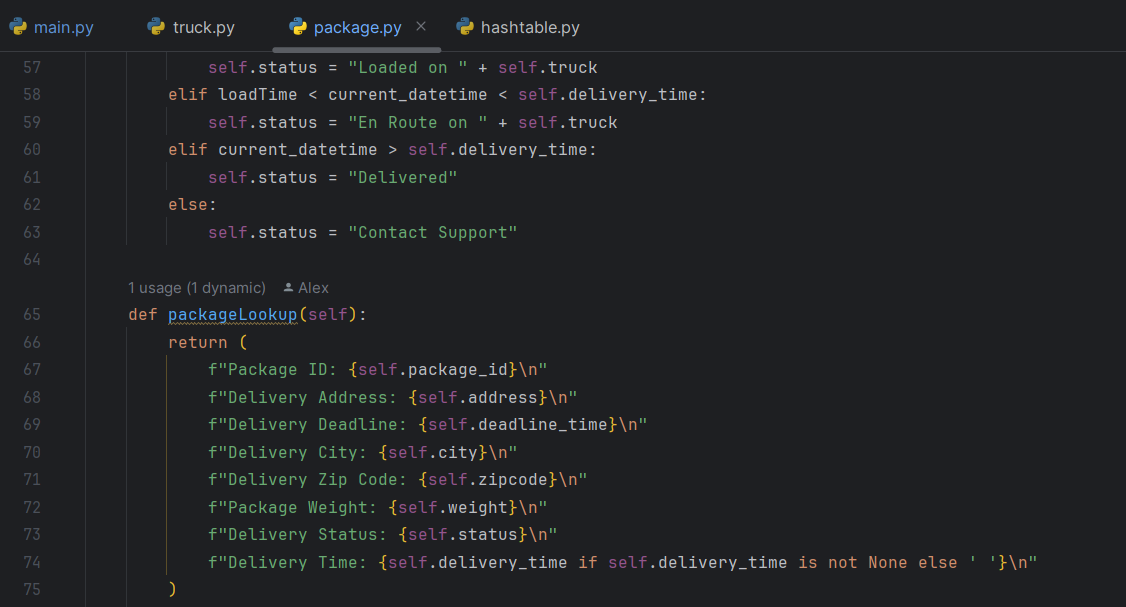 main.py truck.py package.py hashtable.py
57 self.status = "Loaded on " + self.truck
58 elif loadTime < current_datetime < self.delivery_time:
59 self.status = "En Route on " + self.truck
60 elif current_datetime > self.delivery_time:
61 self.status = "Delivered"
62 else:
63 self.status = "Contact Support"
64
1 usage (1 dynamic) Alex
65 def packageLookup(self):
66 return (
67 f"Package ID: {self.package_id}\n"
68 f"Delivery Address: {self.address}\n"
69 f"Delivery Deadline: {self.deadline_time}\n"
70 f"Delivery City: {self.city}\n"
71 f"Delivery Zip Code: {self.zipcode}\n"
72 f"Package Weight: {self.weight}\n"
73 f"Delivery Status: {self.status}\n"
74 f"Delivery Time: {self.delivery_time if self.delivery_time is not None else ' '}\n"
75 )